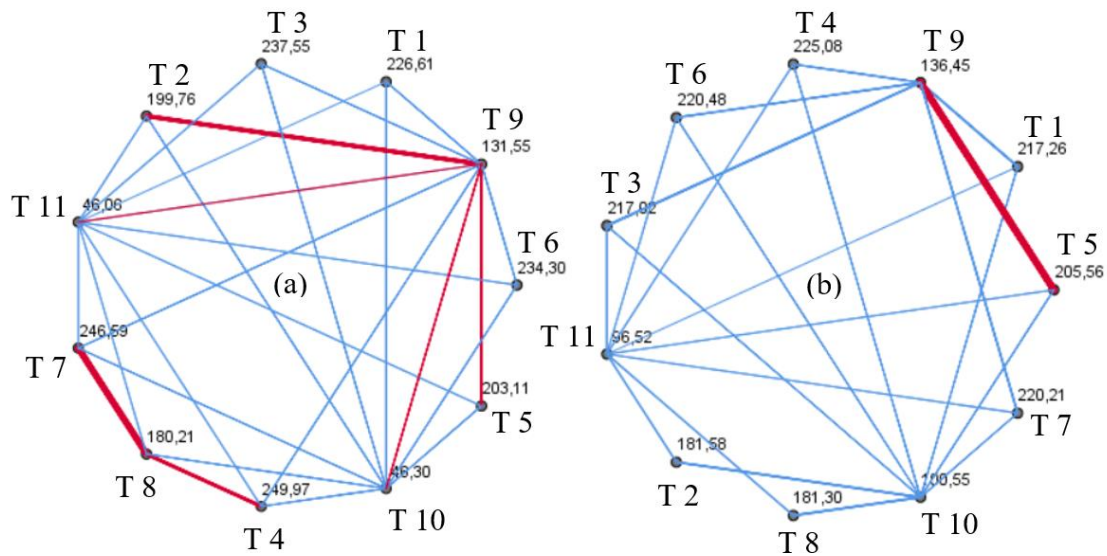 T 3
237,55
T 1
226,61
T 2
199,76
T 9
131,55
T 11
46,06
T 6
234,30
(a)
T 7
246,59
T 5
203,11
T 8
180,21
T 4
249,97
T 10
46,30
T 4
225,08
T 9
136,45
T 6
220,48
T 1
217,26
T 3
217,02
T 5
205,56
(b)
T 11
96,52
T 7
220,21
T 2
181,58
T 8
181,30
T 10
100,55